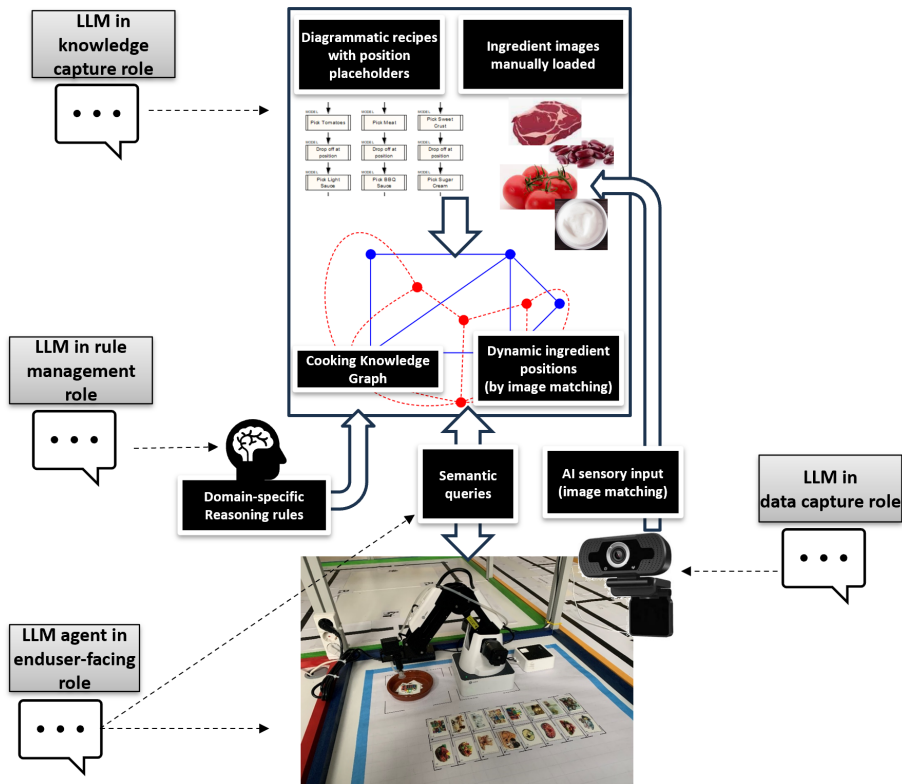 LLM in
knowledge
capture role
Diagrammatic recipes
with position
placeholders
Ingredient images
manually loaded
Pick Tomatoes
Pick Meat
Pick Sweet
Crust
Drop off at
position
Drop off at
position
Drop off at
position
Pick Light
Sauce
Pick BBQ
Sauce
Pick Sugar
Cream
Cooking Knowledge
Graph
Dynamic ingredient
positions
(by image matching)
LLM in rule
management
role
Domain-specific
Reasoning rules
Semantic
queries
AI sensory input
(image matching)
LLM in
data capture role
LLM agent in
enduser-facing
role